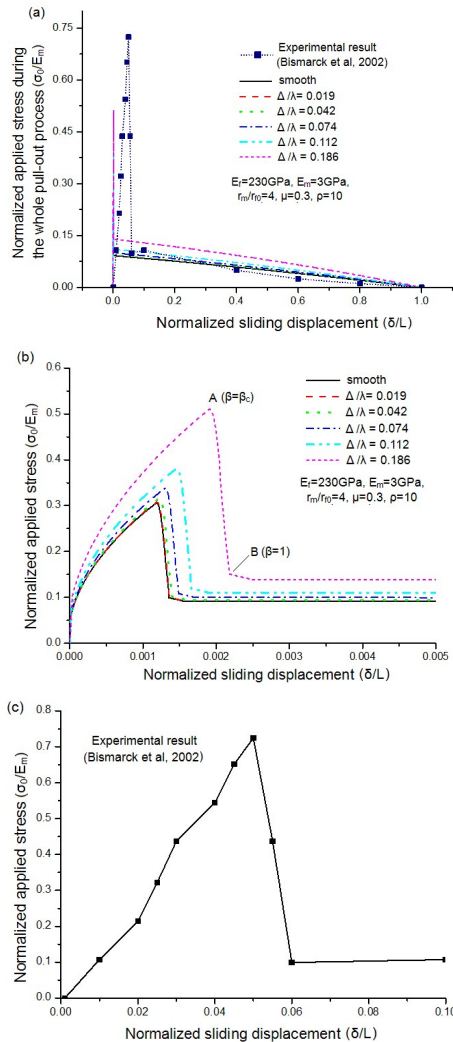 (a)
0.75
0.60
0.45
0.30
0.15
0.00
Normalized applied stress during
the whole pull-out process (σ₀/Eₘ)
Experimental result
(Bismarck et al, 2002)
smooth
Δ/λ= 0.019
Δ/λ= 0.042
Δ/λ= 0.074
Δ/λ= 0.112
Δ/λ= 0.186
E_f=230GPa, Eₘ=3GPa,
rₘ/r_f0=4, μ=0.3, ρ=10
0.0 0.2 0.4 0.6 0.8 1.0
Normalized sliding displacement (δ/L)
(b)
0.6
0.5
0.4
0.3
0.2
0.1
0.0
Normalized applied stress (σ₀/Eₘ)
A (β=β_c)
B (β=1)
smooth
Δ/λ= 0.019
Δ/λ= 0.042
Δ/λ= 0.074
Δ/λ= 0.112
Δ/λ= 0.186
E_f=230GPa, Eₘ=3GPa,
rₘ/r_f0=4, μ=0.3, ρ=10
0.000 0.001 0.002 0.003 0.004 0.005
Normalized sliding displacement (δ/L)
(c)
0.8
0.7
0.6
0.5
0.4
0.3
0.2
0.1
0.0
Normalized applied stress (σ₀/Eₘ)
Experimental result
(Bismarck et al, 2002)
0.00 0.02 0.04 0.06 0.08 0.10
Normalized sliding displacement (δ/L)